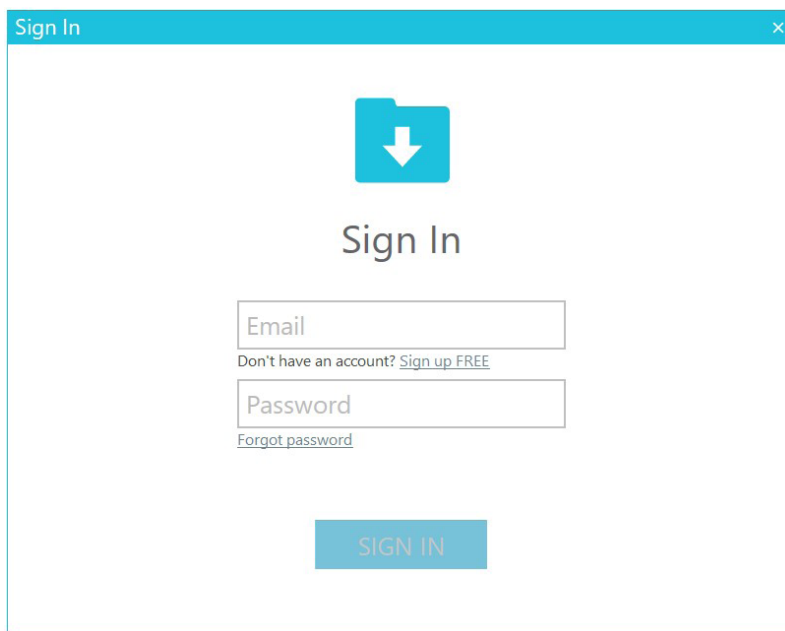 Sign In
Sign In
Email
Don't have an account? Sign up FREE
Password
Forgot password
SIGN IN